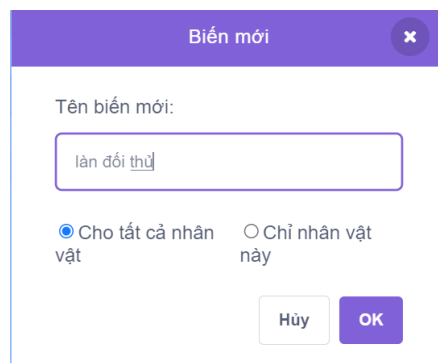 Biến mới
Tên biến mới:
làn đối thủ
Cho tất cả nhân
vật
Chỉ nhân vật
này
Hủy
OK